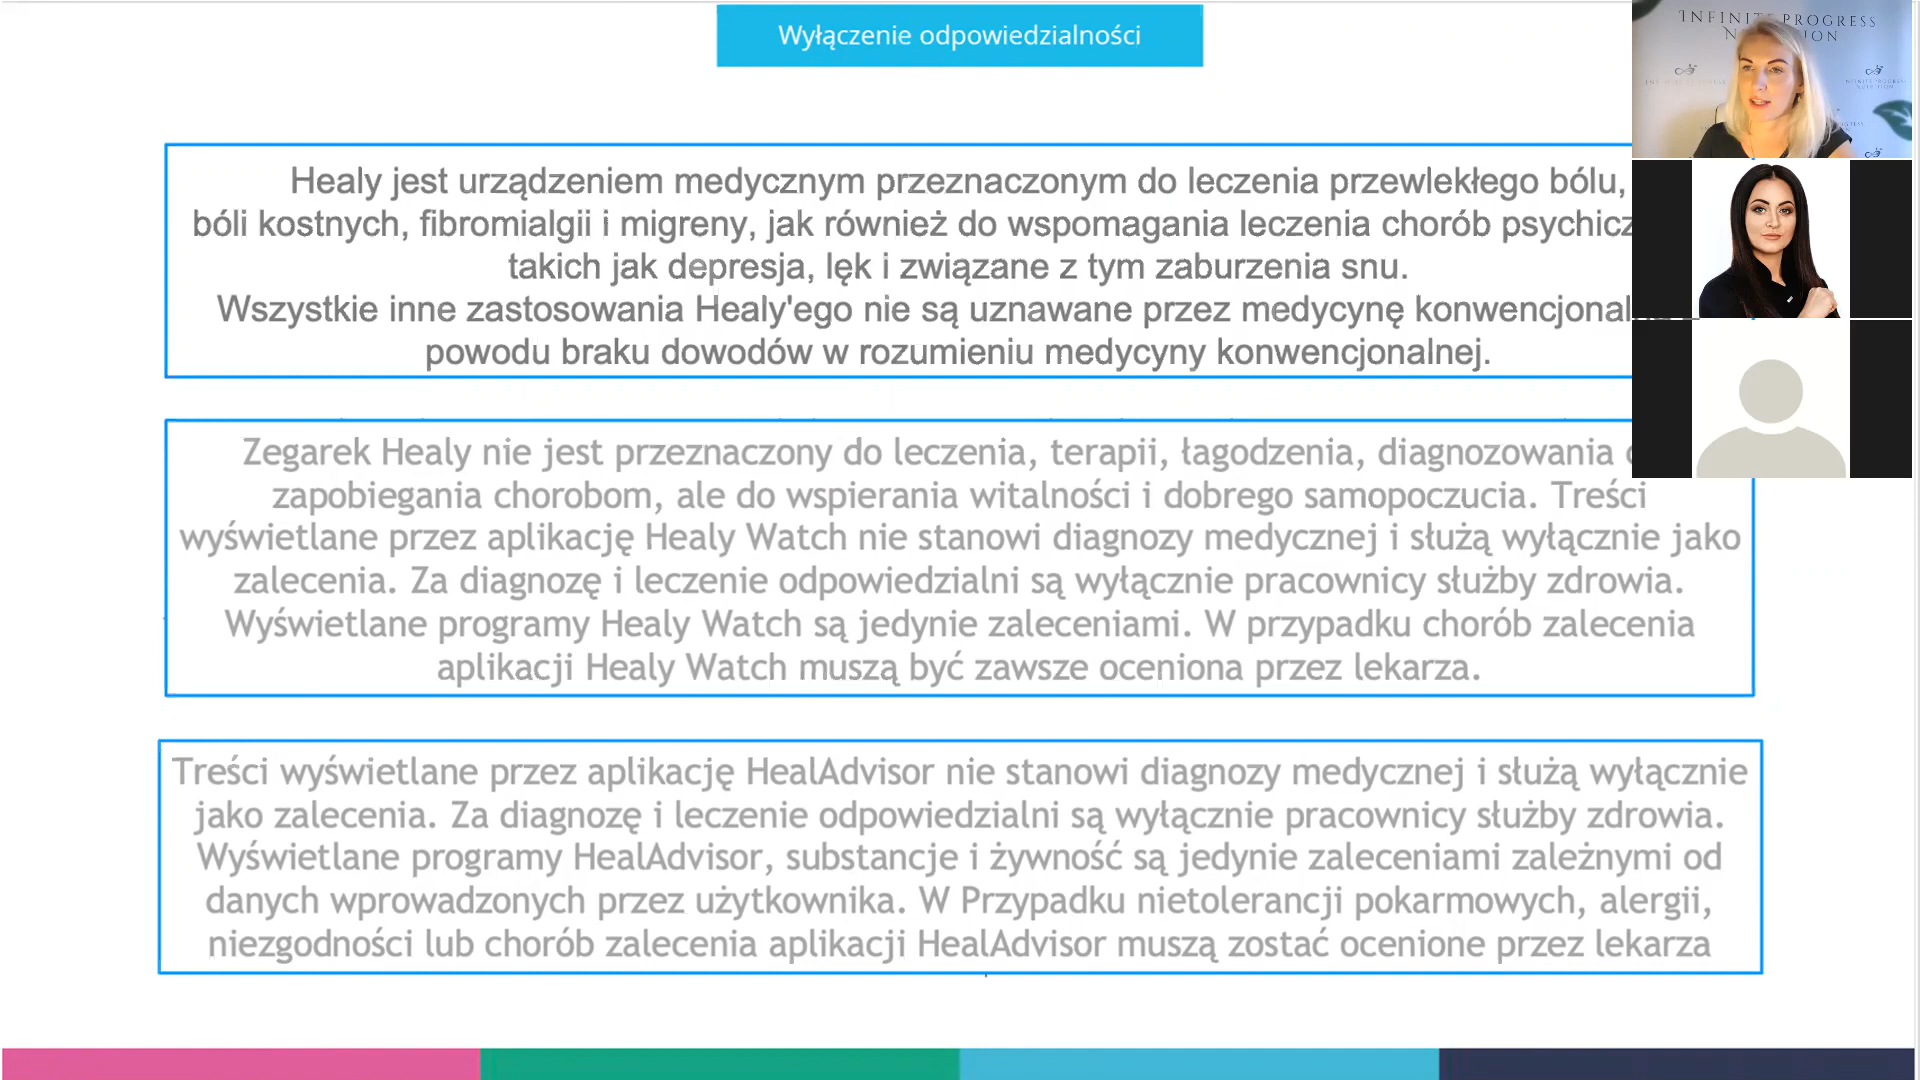 Wyłączenie odpowiedzialności
Healy jest urządzeniem medycznym przeznaczonym do leczenia przewlekłego bólu,
bóli kostnych, fibromialgii i migreny, jak również do wspomagania leczenia chorób
takich jak depresja, lęk i związane z tym zaburzenia snu.
Wszystkie inne zastosowania Healy'ego nie są uznawane przez medycynę
powodu braku dowodów w rozumieniu medycyny konwencjonalnej.
Zegarek Healy nie jest przeznaczony do leczenia, terapii, łagodzenia, diagnozowania
zapobiegania chorobom, ale do wspierania witalności i dobrego samopoczucia. Treści
wyświetlane przez aplikację Healy Watch nie stanowi diagnozy medycznej i służą wyłącznie jako
zalecenia. Za diagnozę i leczenie odpowiedzialni są wyłącznie pracownicy służby zdrowia.
Wyświetlane programy Healy Watch są jedynie zaleceniami. W przypadku chorób zalecenia
aplikacji Healy Watch muszą być zawsze oceniona przez lekarza.
Treści wyświetlane przez aplikację HealAdvisor nie stanowi diagnozy medycznej i służą wyłącznie
jako zalecenia. Za diagnozę i leczenie odpowiedzialni są wyłącznie pracownicy służby zdrowia.
Wyświetlane programy HealAdvisor, substancje i żywność są jedynie zaleceniami zależnymi od
danych wprowadzonych przez użytkownika. W Przypadku nietolerancji pokarmowych, alergii,
niezgodności lub chorób zalecenia aplikacji HealAdvisor muszą zostać ocenione przez lekarza
PROGRESS